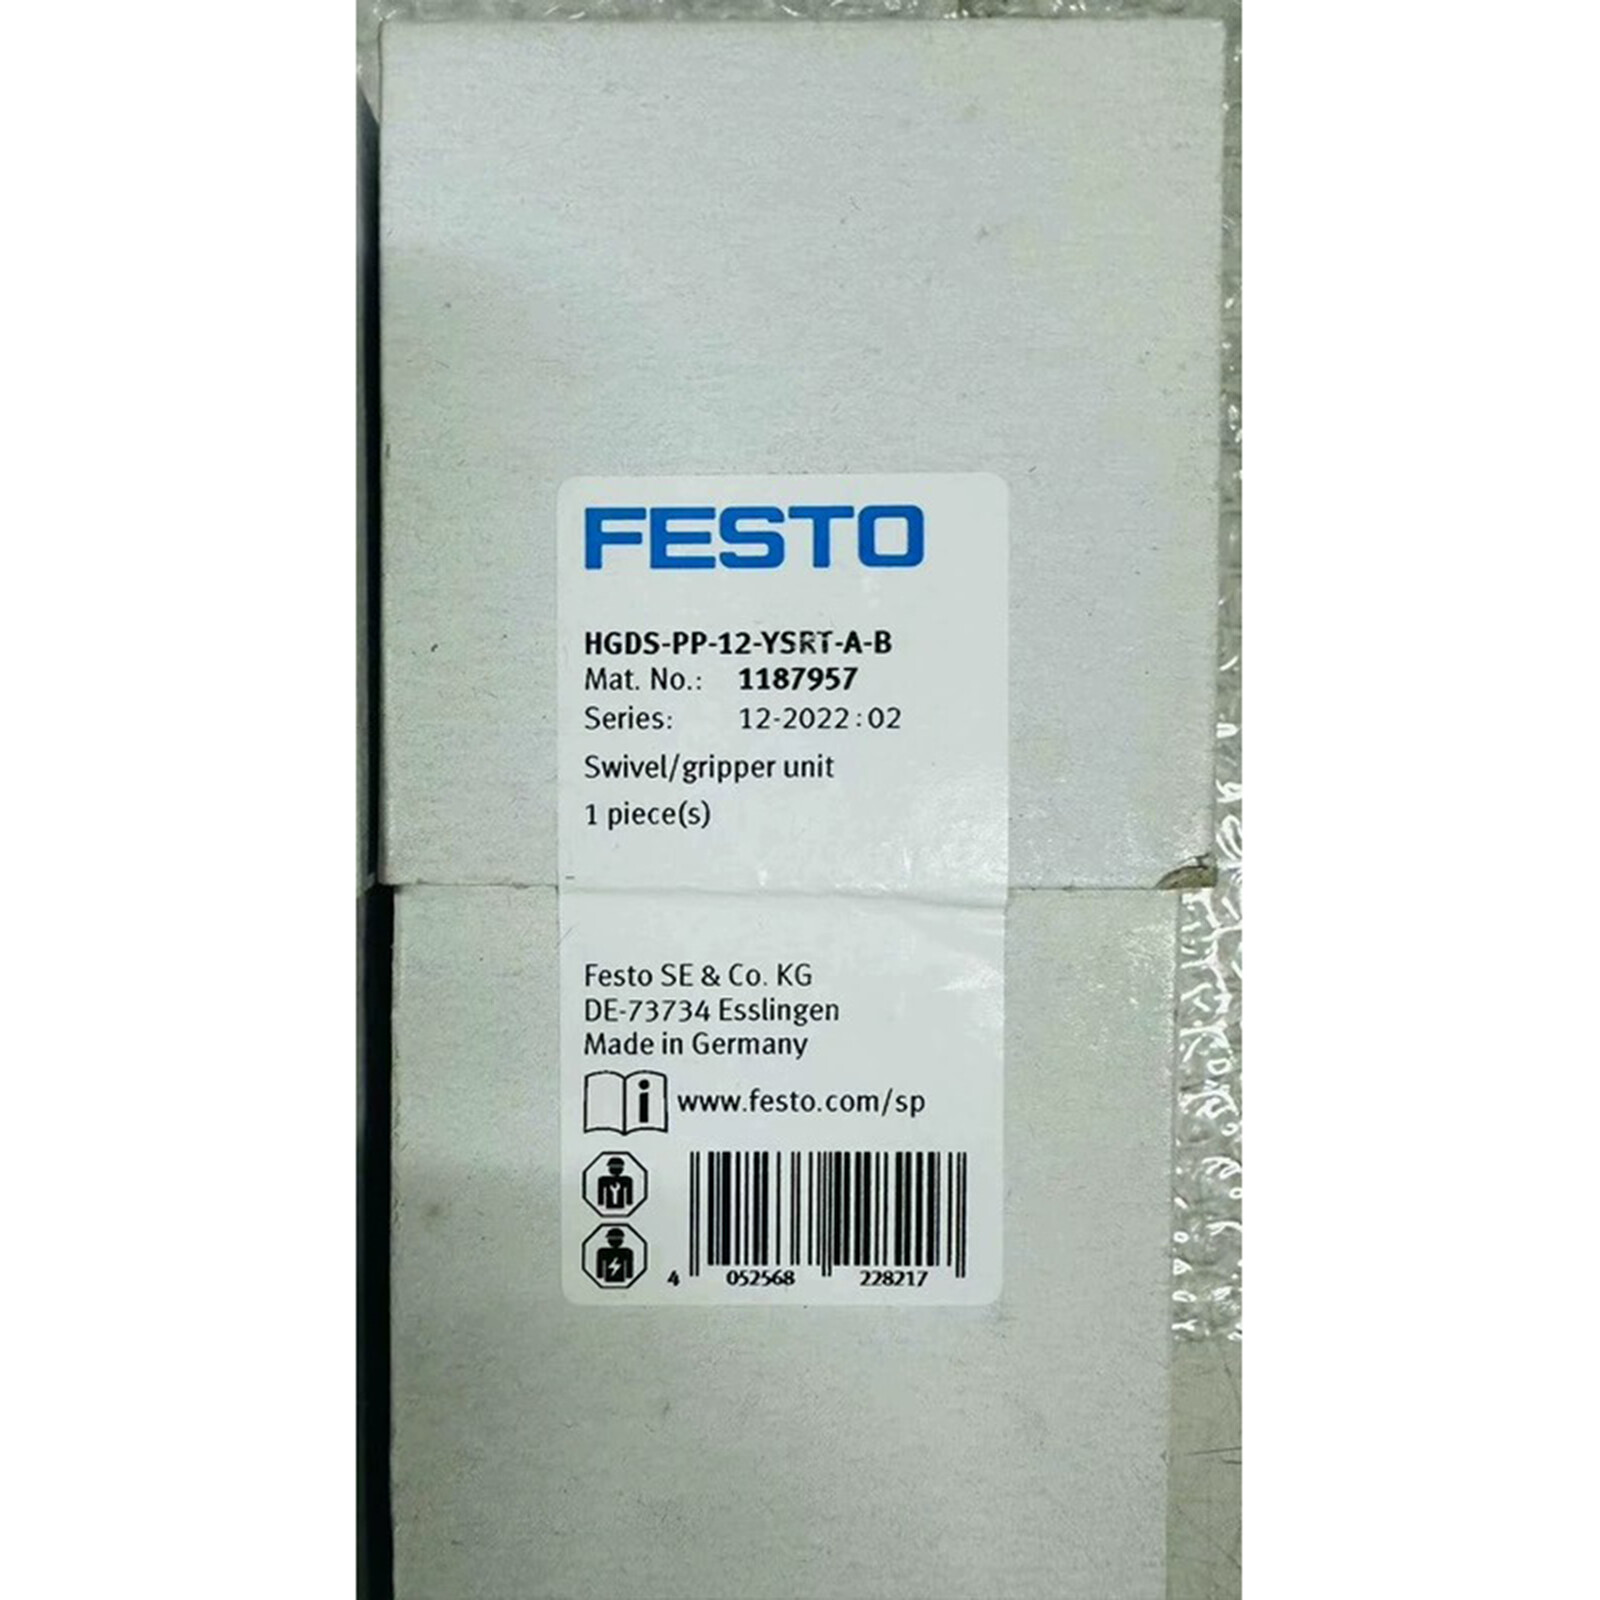 FESTO
HGDS-PP-12-YSRT-A-B
Mat. No.: 1187957
Series: 12-2022:02
Swivel/gripper unit
1 piece(s)
Festo SE & Co. KG
DE-73734 Esslingen
Made in Germany
i www.festo.com/sp
4 052568 228217